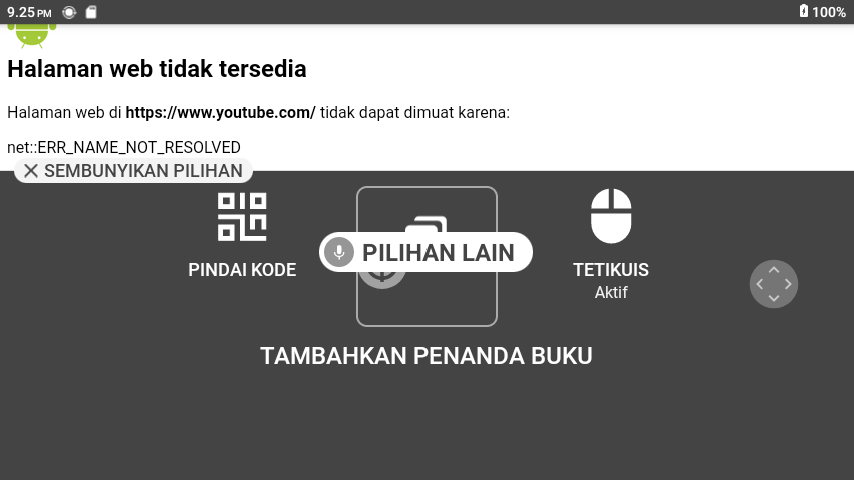 9.25 PM
100%
Halaman web tidak tersedia
Halaman web di https://www.youtube.com/ tidak dapat dimuat karena:
net::ERR_NAME_NOT_RESOLVED
SEMBUNYIKAN PILIHAN
PILIHAN LAIN
PINDAI KODE
TETIKUS
Aktif
TAMBAHKAN PENANDA BUKU